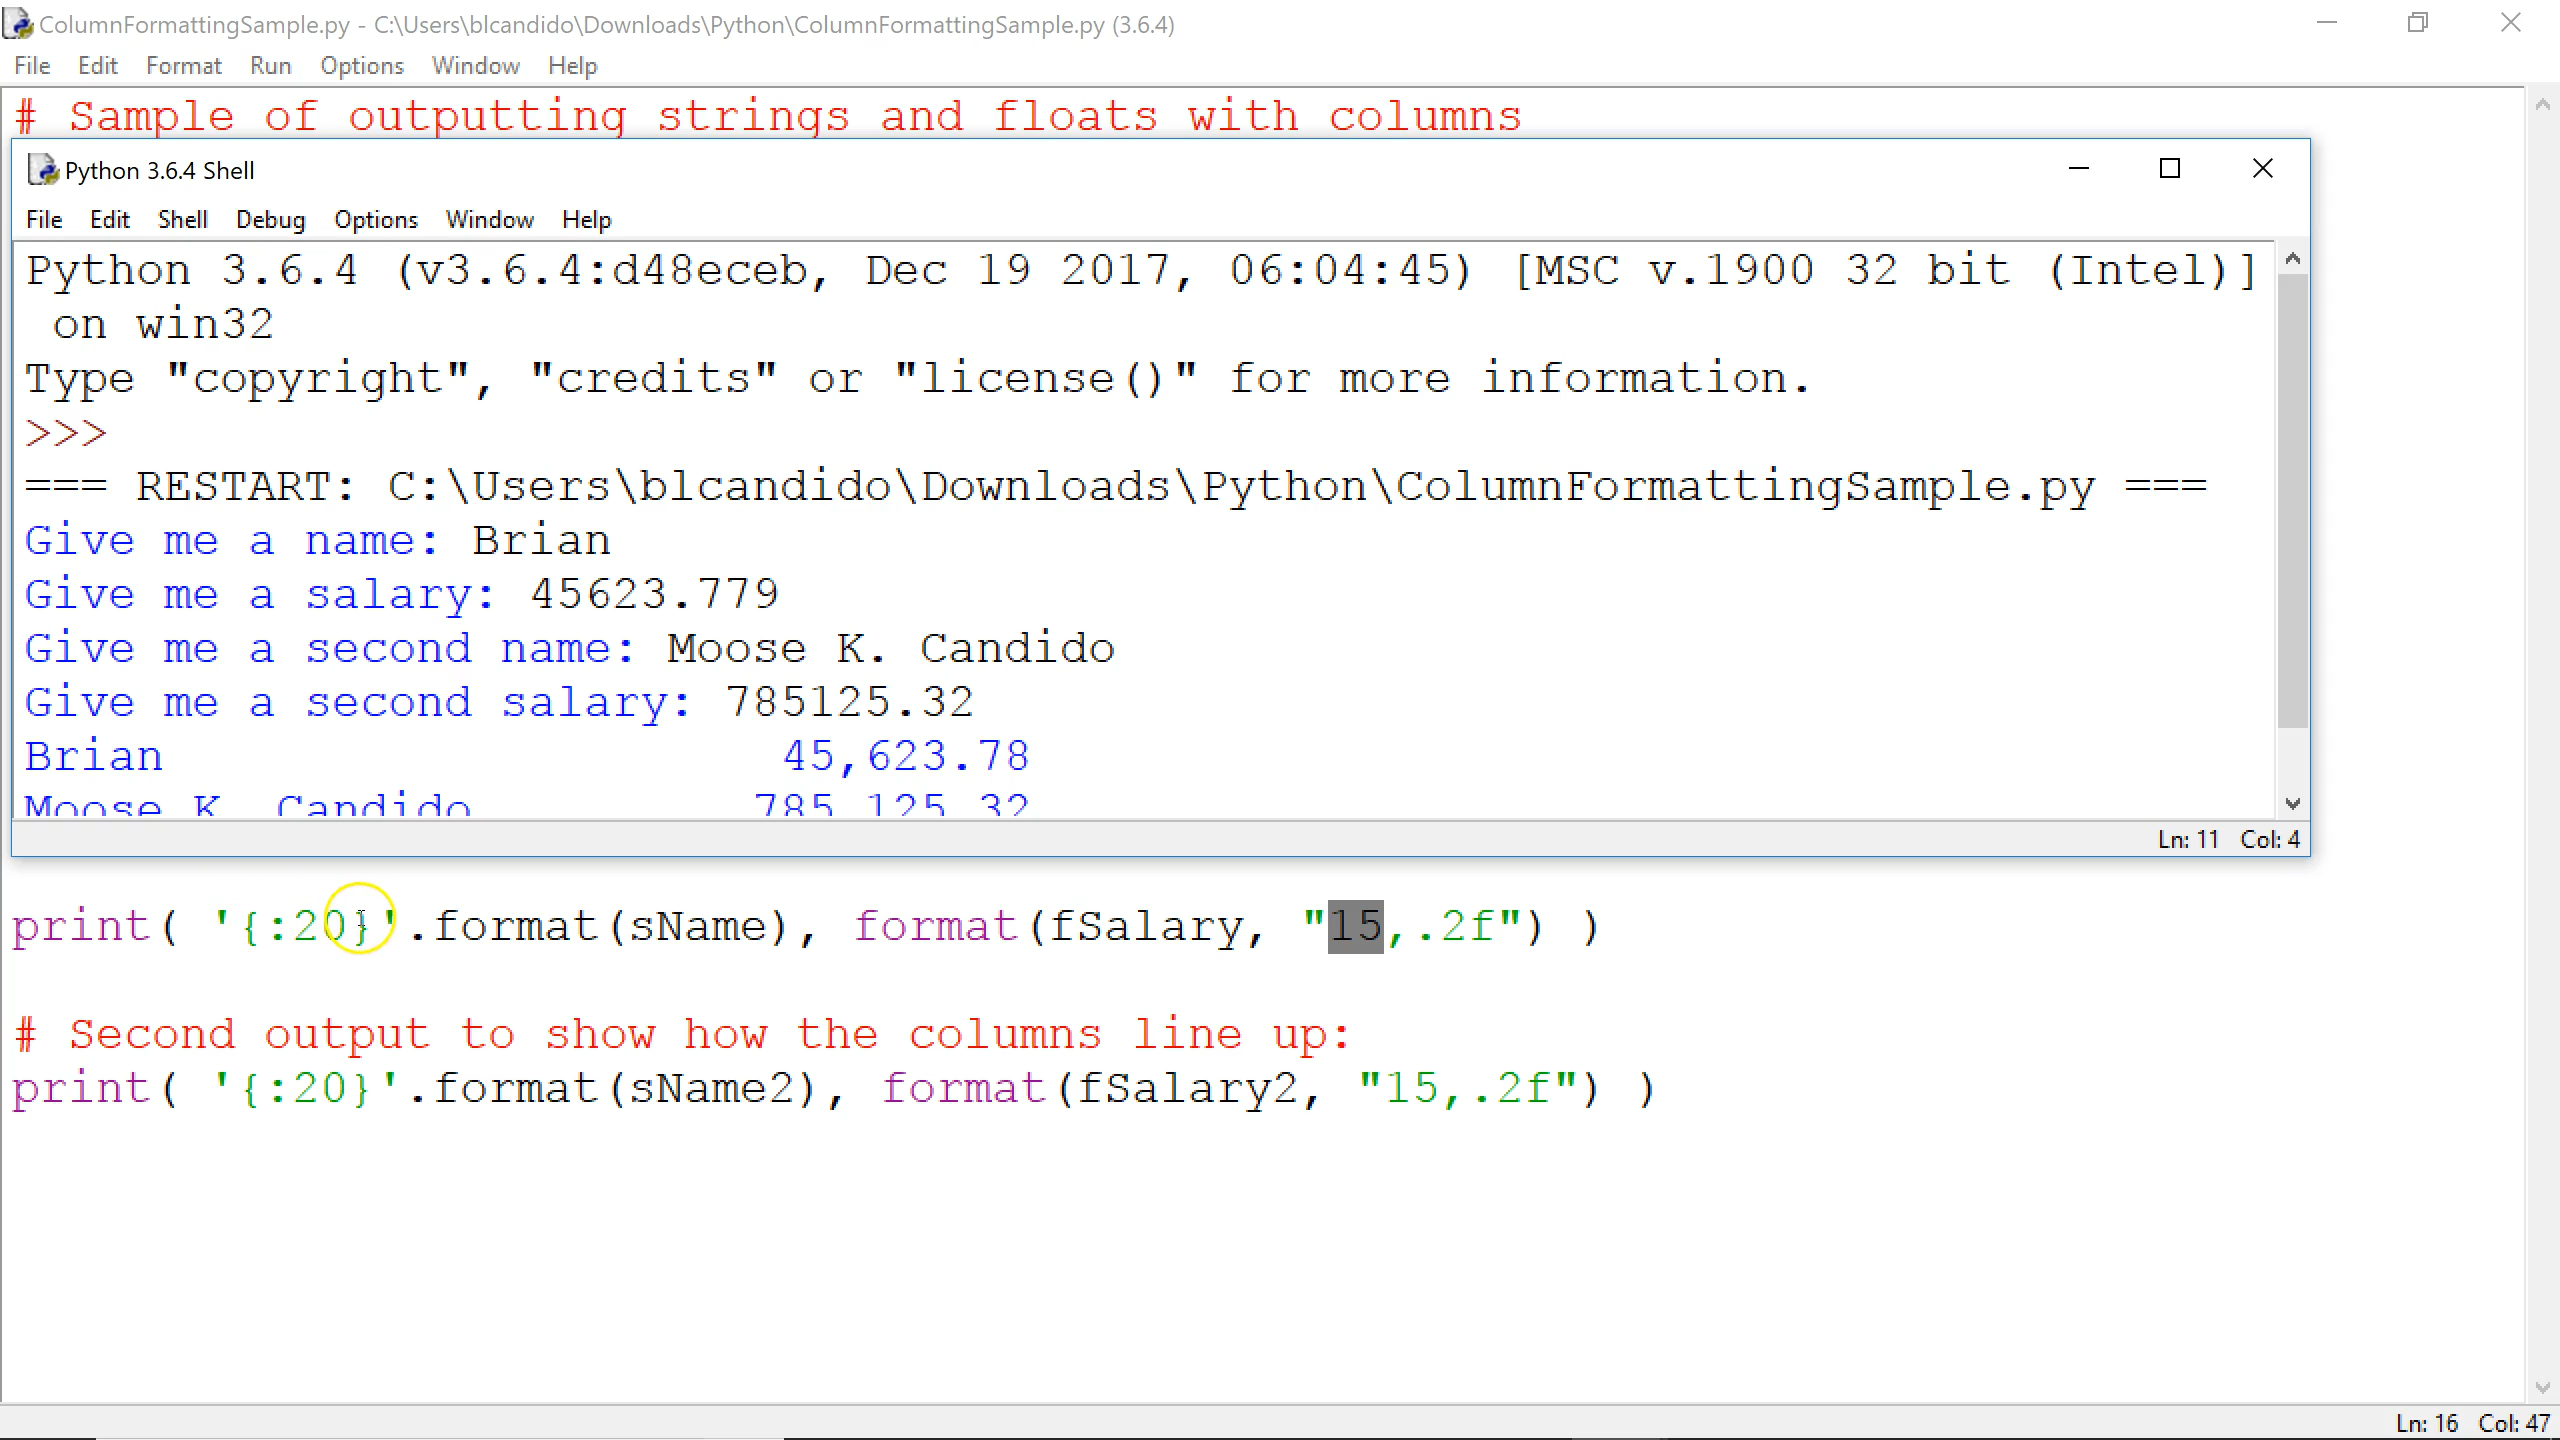 ColumnFormattingSample.py - C:\Users\blcandido\Downloads\Python\ColumnFormattingSample.py (3.6.4)
File Edit Format Run Options Window Help
# Sample of outputting strings and floats with columns
Python 3.6.4 Shell
File Edit Shell Debug Options Window Help
Python 3.6.4 (v3.6.4:d48eceb, Dec 19 2017, 06:04:45) [MSC v.1900 32 bit (Intel)]
on win32
Type "copyright", "credits" or "license()" for more information.
>>>
=== RESTART: C:\Users\blcandido\Downloads\Python\ColumnFormattingSample.py ===
Give me a name: Brian
Give me a salary: 45623.779
Give me a second name: Moose K. Candido
Give me a second salary: 785125.32
Brian 45,623.78
Moose K. Candido 785,125.32
Ln: 11 Col: 4
print( '{:20}'.format(sName), format(fSalary, "15,.2f") )
# Second output to show how the columns line up:
print( '{:20}'.format(sName2), format(fSalary2, "15,.2f") )
Ln: 16 Col: 47